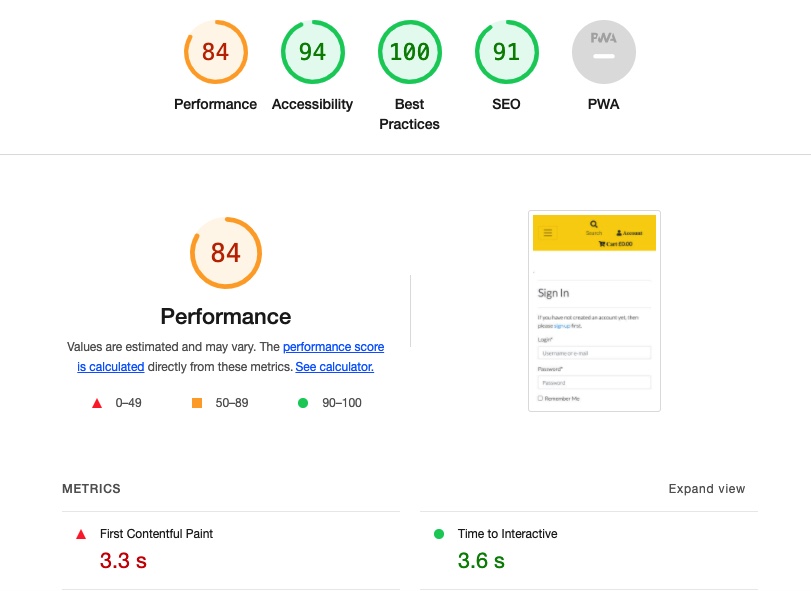 84
94
100
91
PWA
Performance
Accessibility
Best
Practices
SEO
PWA
84
Performance
Values are estimated and may vary. The performance score
is calculated directly from these metrics. See calculator.
0–49
50–89
90–100
Search
Account
Cart £0.00
Sign In
If you have not created an account yet, then
please sign up first.
Login*
Username or e-mail
Password*
Password
Remember Me
METRICS
Expand view
First Contentful Paint
3.3 s
Time to Interactive
3.6 s